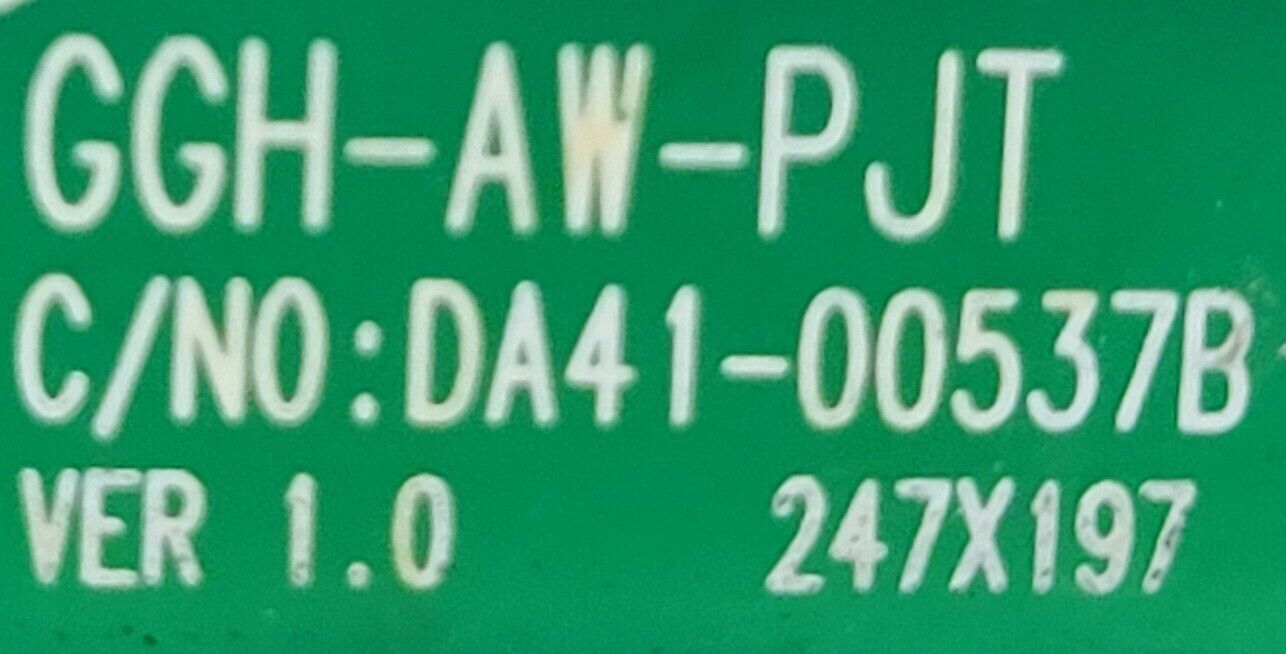 GGH-AW-PJT
C/NO:DA41-00537B
VER 1.0 247X197